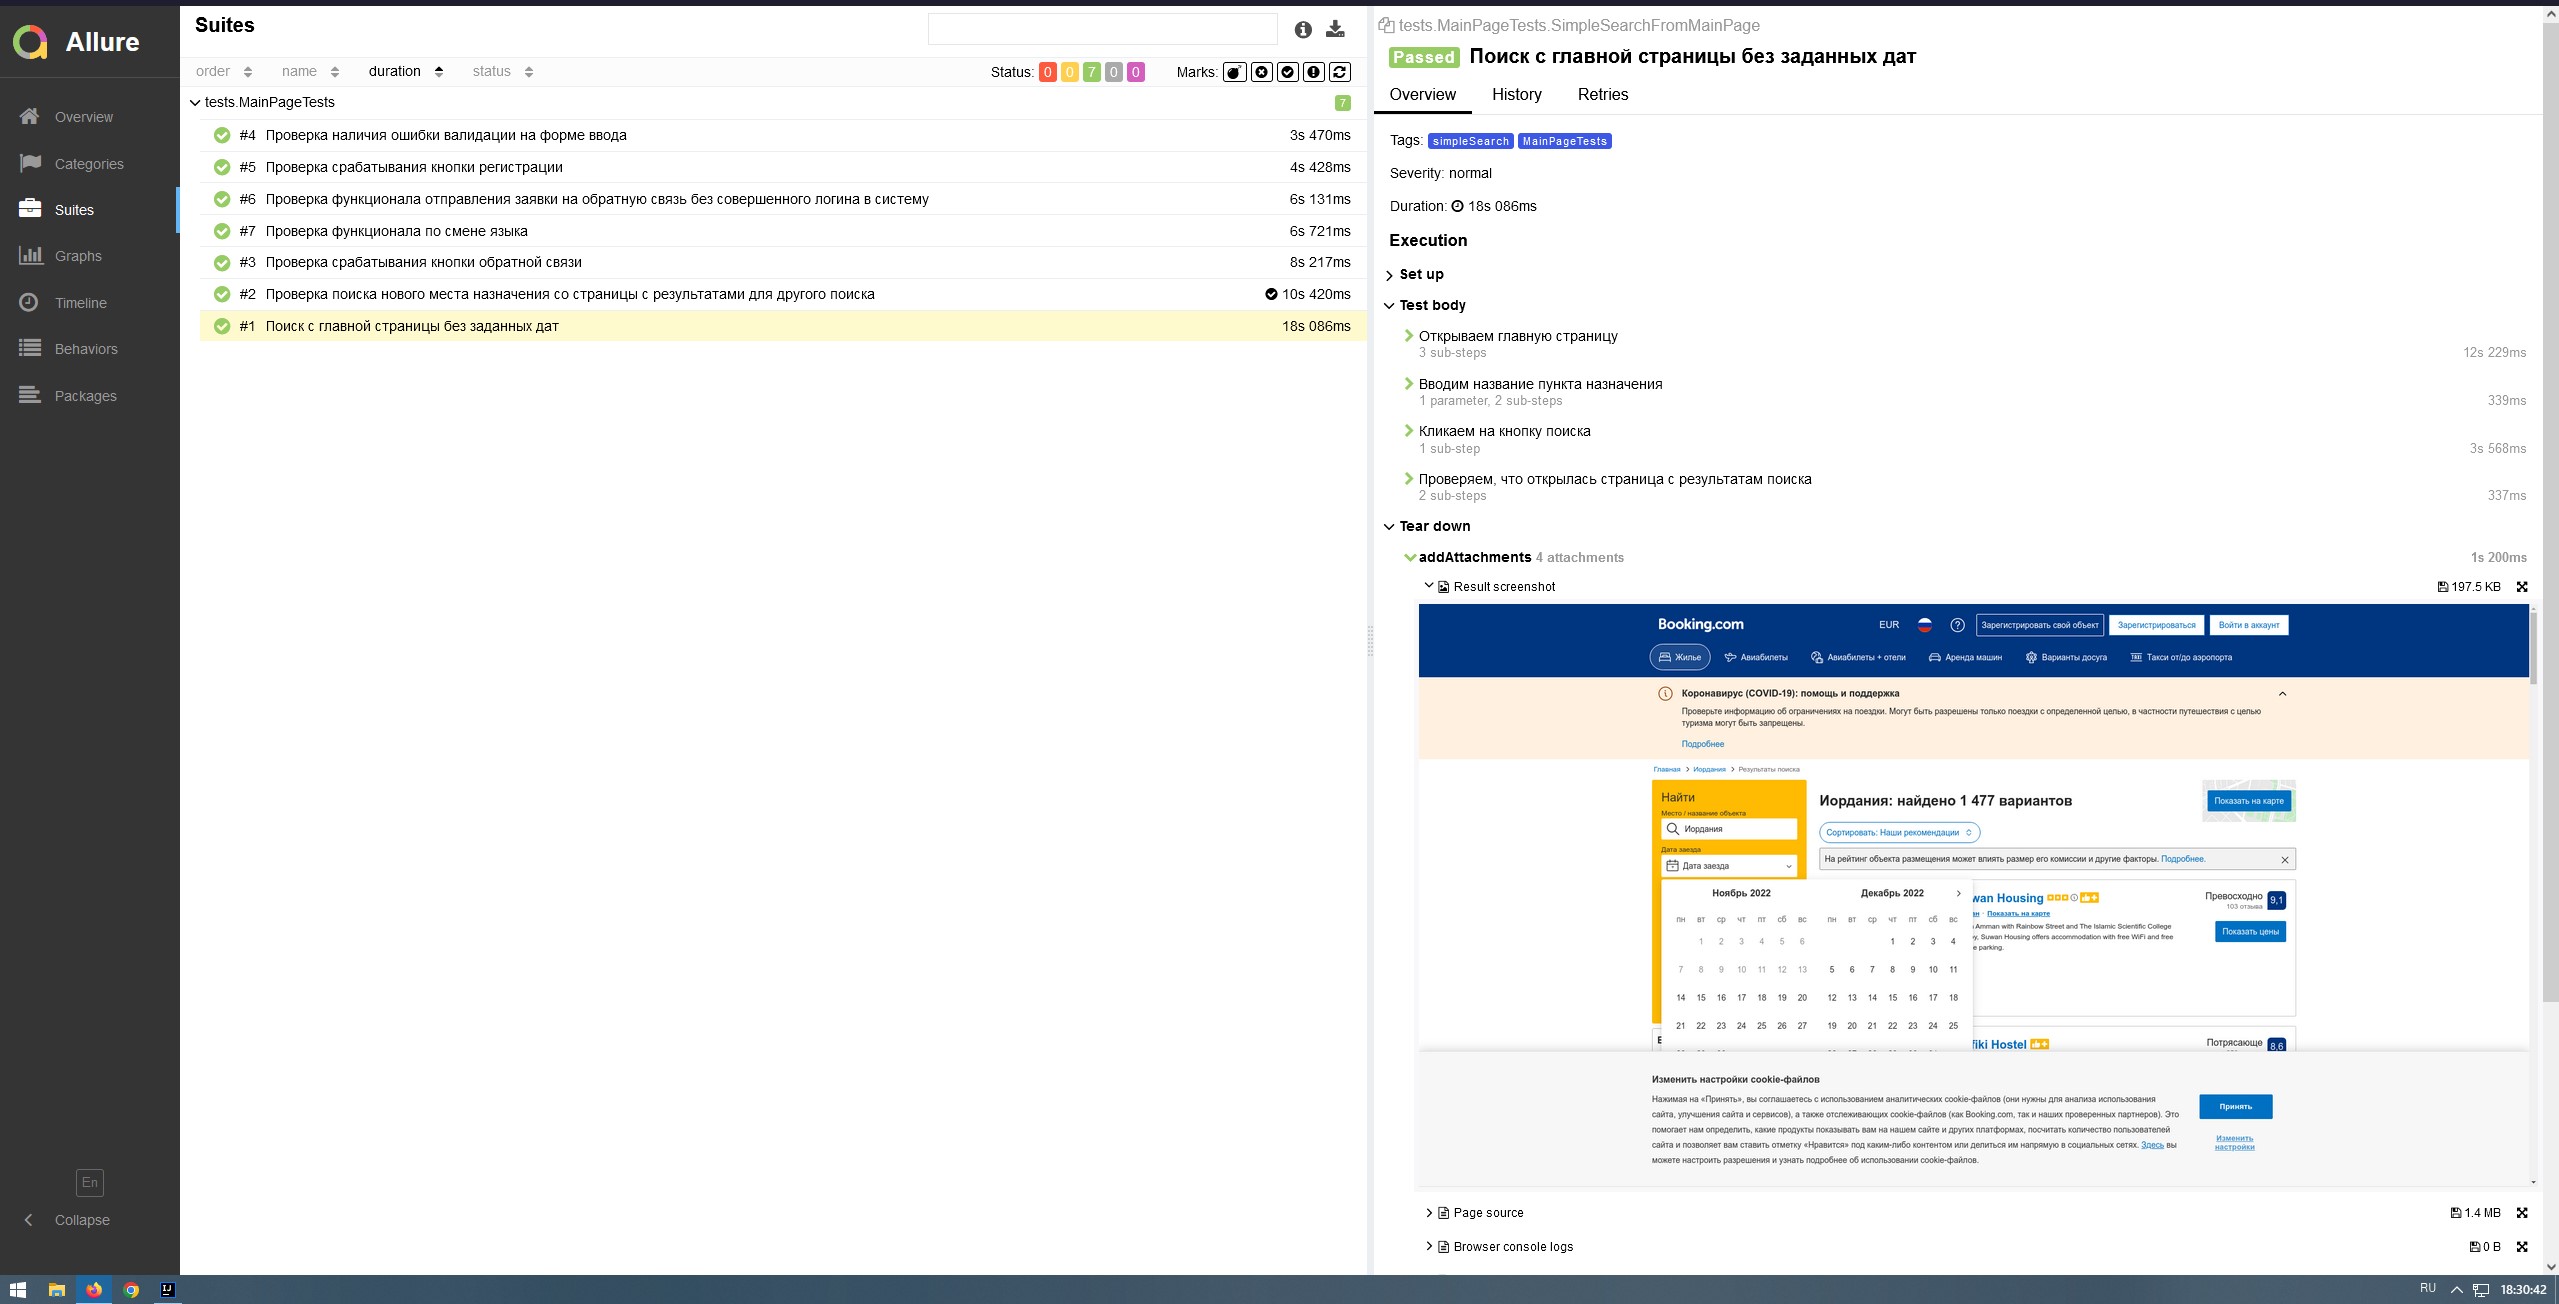 Allure
Overview
Categories
Suites
Graphs
Timeline
Behaviors
Packages
En
Collapse
Suites
order name duration status
Status: 0 0 7 0 0 Marks:
tests.MainPageTests 7
#4 Проверка наличия ошибки валидации на форме ввода 3s 470ms
#5 Проверка срабатывания кнопки регистрации 4s 428ms
#6 Проверка функционала отправления заявки на обратную связь без совершенного логина в систему 6s 131ms
#7 Проверка функционала по смене языка 6s 721ms
#3 Проверка срабатывания кнопки обратной связи 8s 217ms
#2 Проверка поиска нового места назначения со страницы с результатами для другого поиска 10s 420ms
#1 Поиск с главной страницы без заданных дат 18s 086ms
tests.MainPageTests.SimpleSearchFromMainPage
Passed Поиск с главной страницы без заданных дат
Overview History Retries
Tags: simpleSearch MainPageTests
Severity: normal
Duration: 18s 086ms
Execution
Set up
Test body
Открываем главную страницу
3 sub-steps 12s 229ms
Вводим название пункта назначения
1 parameter, 2 sub-steps 339ms
Кликаем на кнопку поиска
1 sub-step 3s 568ms
Проверяем, что открылась страница с результатам поиска
2 sub-steps 337ms
Tear down
addAttachments 4 attachments 1s 200ms
Result screenshot 197.5 KB
Booking.com EUR Зарегистрировать свой объект Зарегистрироваться Войти в аккаунт
Жилье Авиабилеты Авиабилеты + отели Аренда машин Варианты досуга Такси от/до аэропорта
Коронавирус (COVID-19): помощь и поддержка
Проверьте информацию об ограничениях на поездки. Могут быть разрешены только поездки с определенной целью, в частности путешествия с целью
туризма могут быть запрещены.
Подробнее
Главная > Иордания > Результаты поиска
Найти
Место / название объекта
Иордания
Дата заезда
Дата заезда
Иордания: найдено 1 477 вариантов
Показать на карте
Сортировать: Наши рекомендации
На рейтинг объекта размещения может влиять размер его комиссии и другие факторы. Подробнее.
Ноябрь 2022 Декабрь 2022
пн вт ср чт пт сб вс пн вт ср чт пт сб вс
1 2 3 4 5 6 1 2 3 4
7 8 9 10 11 12 13 5 6 7 8 9 10 11
14 15 16 17 18 19 20 12 13 14 15 16 17 18
21 22 23 24 25 26 27 19 20 21 22 23 24 25
wan Housing Превосходно 9,1
103 отзыва
Показать на карте
Amman with Rainbow Street and The Islamic Scientific College
y, Suwan Housing offers accommodation with free WiFi and free
e parking.
Показать цены
fiki Hostel Потрясающе 8,6
Изменить настройки cookie-файлов
Нажимая на «Принять», вы соглашаетесь с использованием аналитических cookie-файлов (они нужны для анализа использования
сайта, улучшения сайта и сервисов), а также отслеживающих cookie-файлов (как Booking.com, так и наших проверенных партнеров). Это
помогает нам определить, какие продукты показывать вам на нашем сайте и других платформах, посчитать количество пользователей
сайта и позволяет вам ставить отметку «Нравится» под каким-либо контентом или делиться им напрямую в социальных сетях. Здесь вы
можете настроить разрешения и узнать подробнее об использовании cookie-файлов.
Принять
Изменить
настройки
Page source 1.4 MB
Browser console logs 0 B
RU 18:30:42